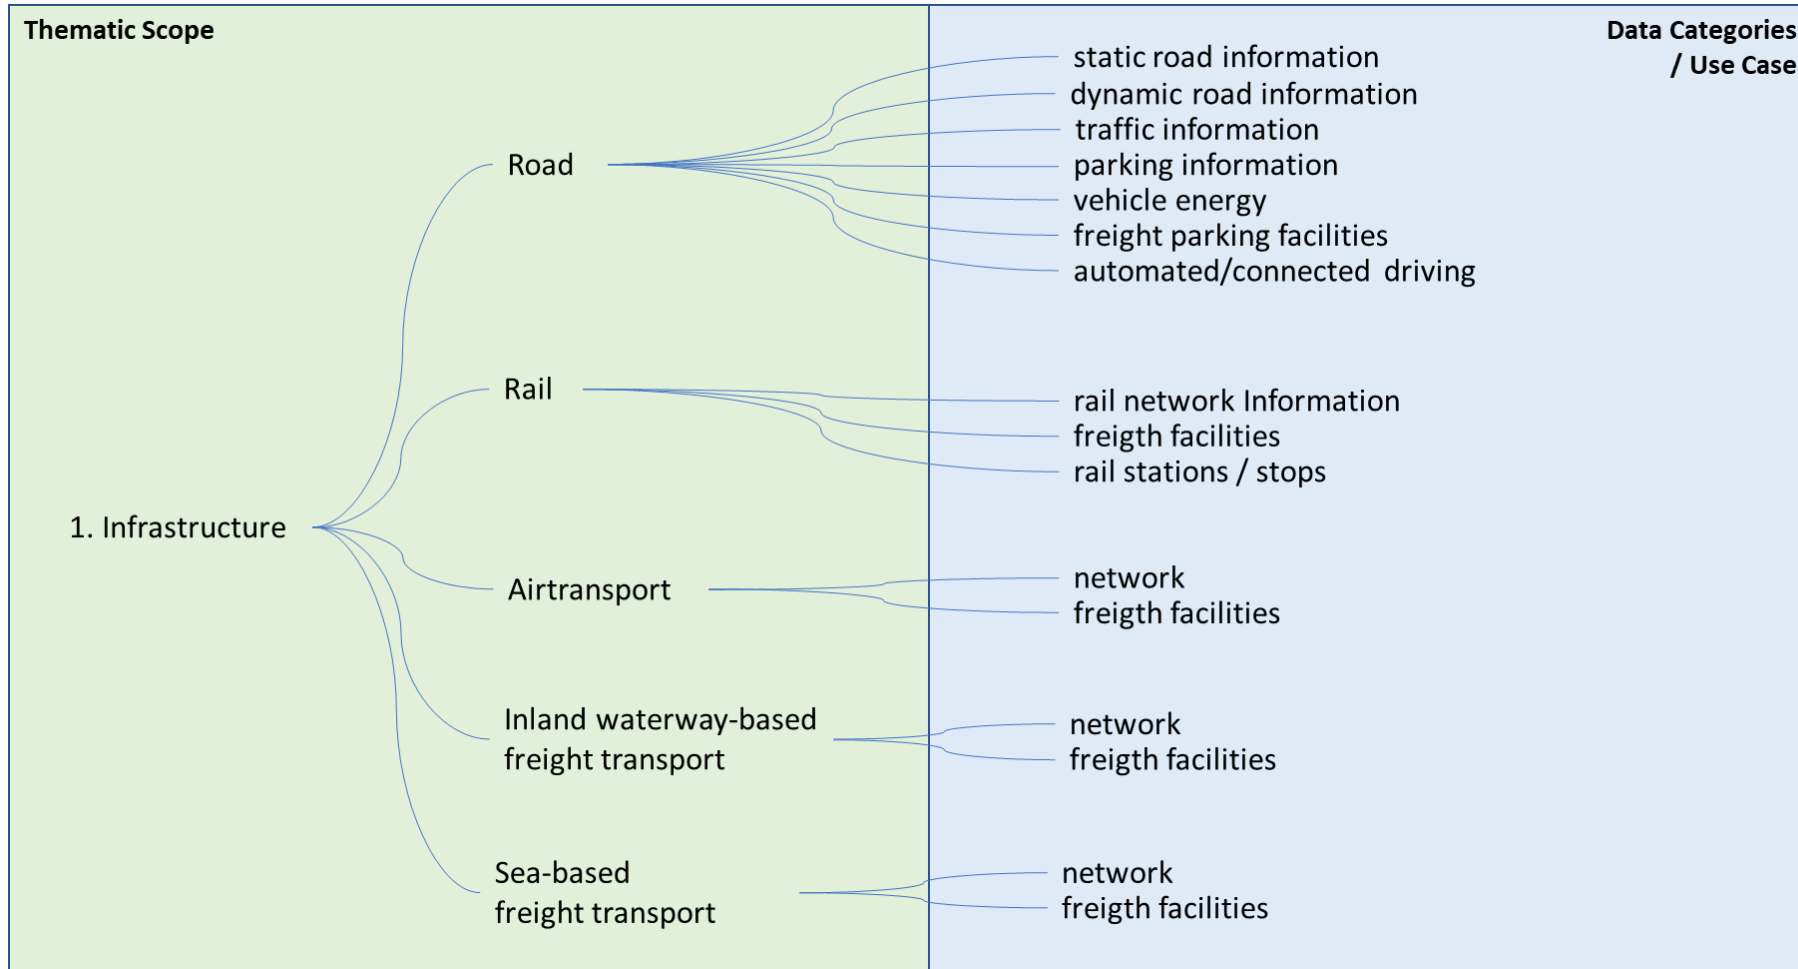 Thematic Scope
Data Categories
/ Use Case
static road information
dynamic road information
traffic information
Road
parking information
vehicle energy
freight parking facilities
automated/connected driving
Rail
rail network Information
freigth facilities
rail stations / stops
1. Infrastructure
Airtransport
network
freigth facilities
Inland waterway-based
freight transport
network
freigth facilities
Sea-based
freight transport
network
freigth facilities